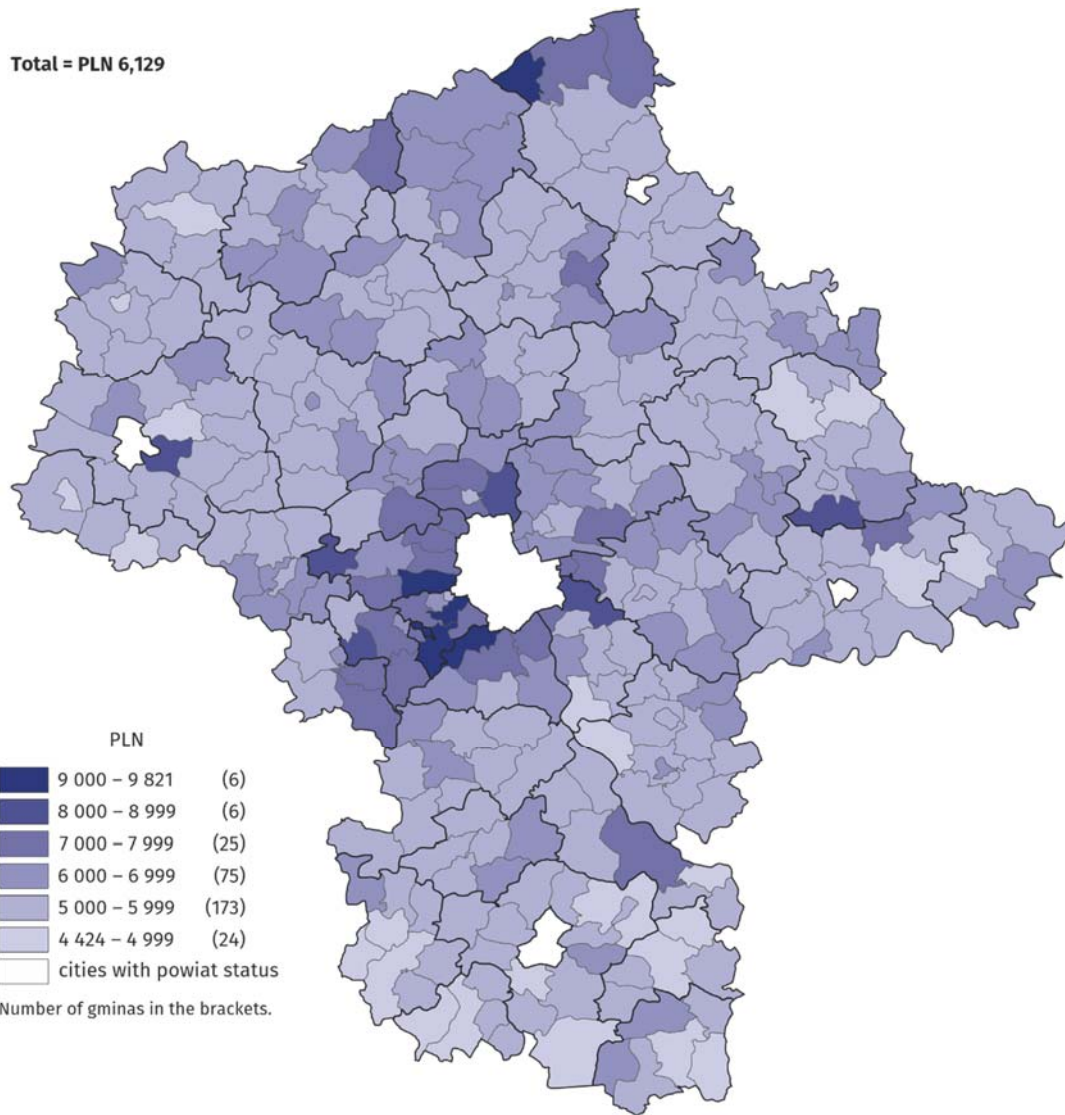 Total = PLN 6,129
PLN
9 000 – 9 821 (6)
8 000 – 8 999 (6)
7 000 – 7 999 (25)
6 000 – 6 999 (75)
5 000 – 5 999 (173)
4 424 – 4 999 (24)
cities with powiat status
Number of gminas in the brackets.